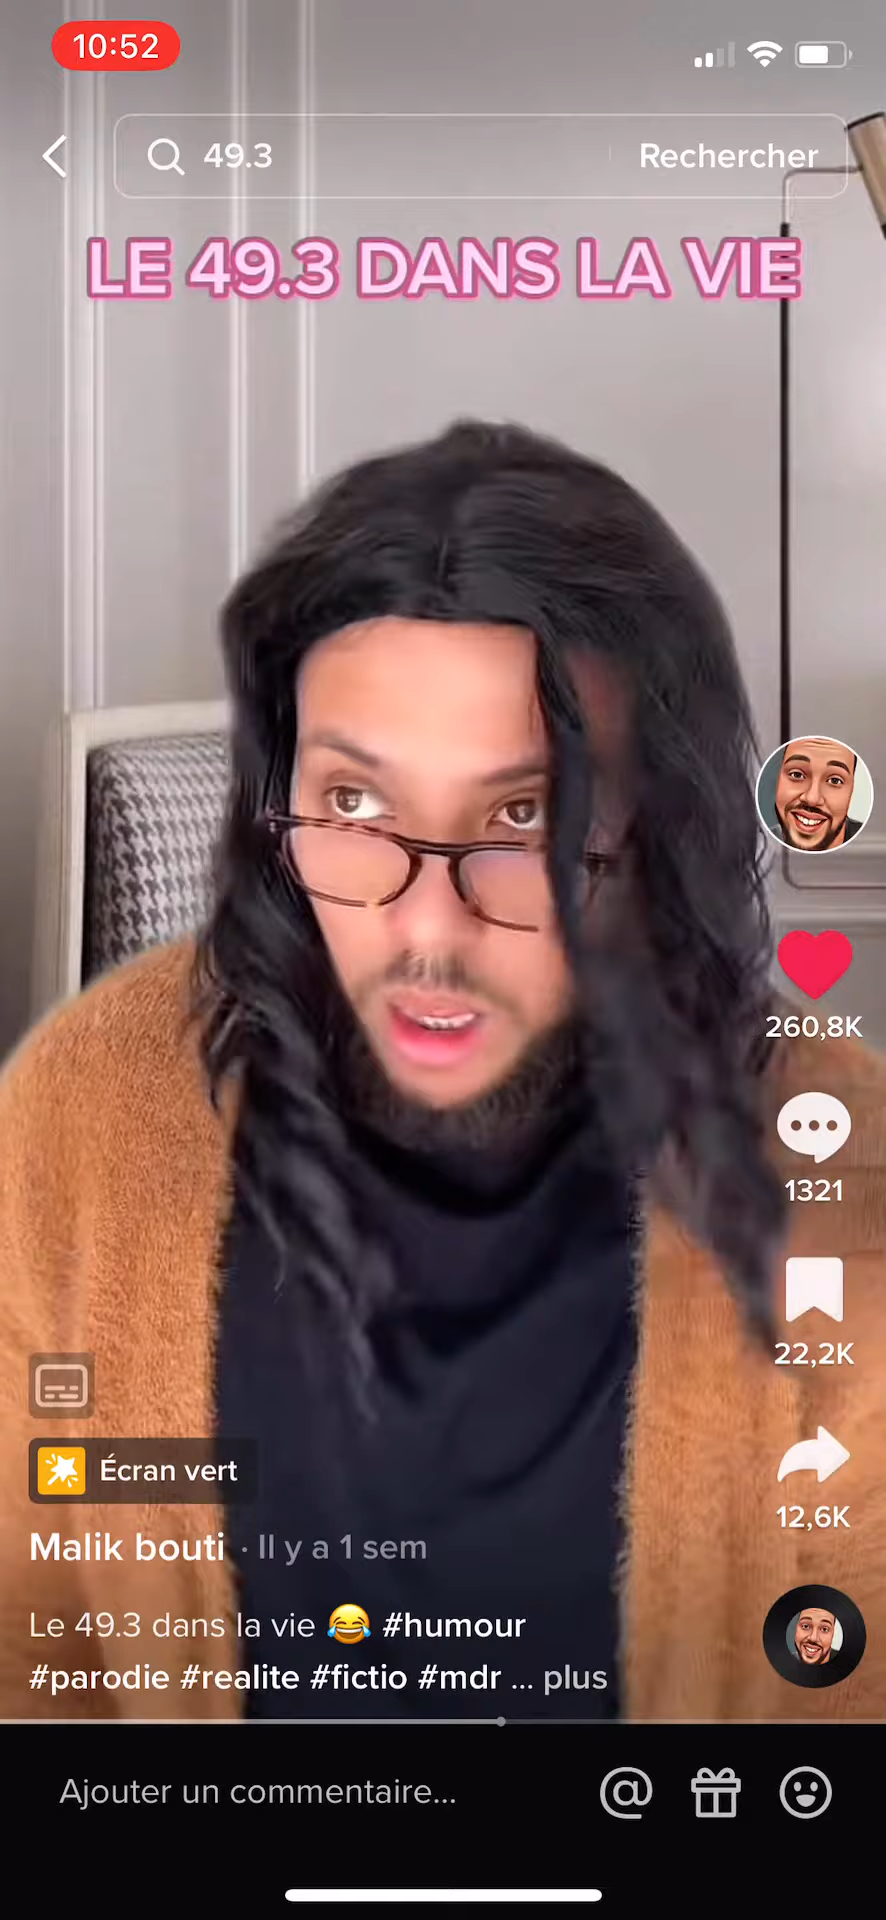 10:52
49.3
Rechercher
LE 49.3 DANS LA VIE
260,8K
1321
22,2K
12,6K
Écran vert
Malik bouti · Il y a 1 sem
Le 49.3 dans la vie 😂 #humour
#parodie #realite #fictio #mdr ... plus
Ajouter un commentaire...